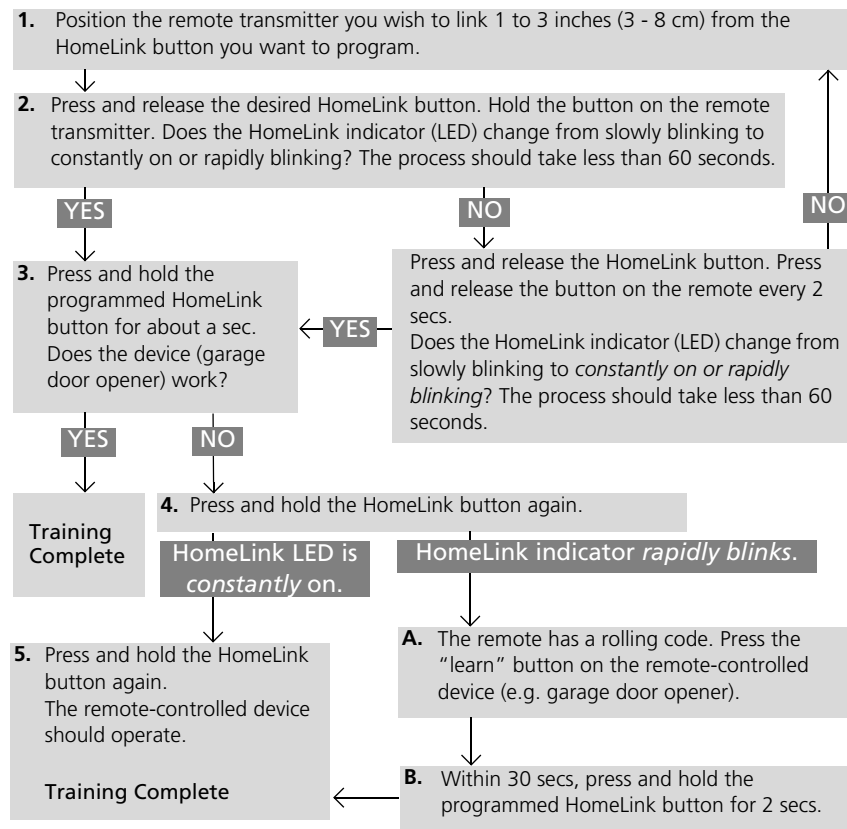 1. Position the remote transmitter you wish to link 1 to 3 inches (3 - 8 cm) from the
HomeLink button you want to program.
2. Press and release the desired HomeLink button. Hold the button on the remote
transmitter. Does the HomeLink indicator (LED) change from slowly blinking to
constantly on or rapidly blinking? The process should take less than 60 seconds.
YES
NO
NO
3. Press and hold the
programmed HomeLink
button for about a sec.
Does the device (garage
door opener) work?
YES
Press and release the HomeLink button. Press
and release the button on the remote every 2
secs.
Does the HomeLink indicator (LED) change from
slowly blinking to constantly on or rapidly
blinking? The process should take less than 60
seconds.
YES
NO
Training
Complete
4. Press and hold the HomeLink button again.
HomeLink LED is
constantly on.
HomeLink indicator rapidly blinks.
5. Press and hold the HomeLink
button again.
The remote-controlled device
should operate.
Training Complete
A. The remote has a rolling code. Press the
“learn” button on the remote-controlled
device (e.g. garage door opener).
B. Within 30 secs, press and hold the
programmed HomeLink button for 2 secs.